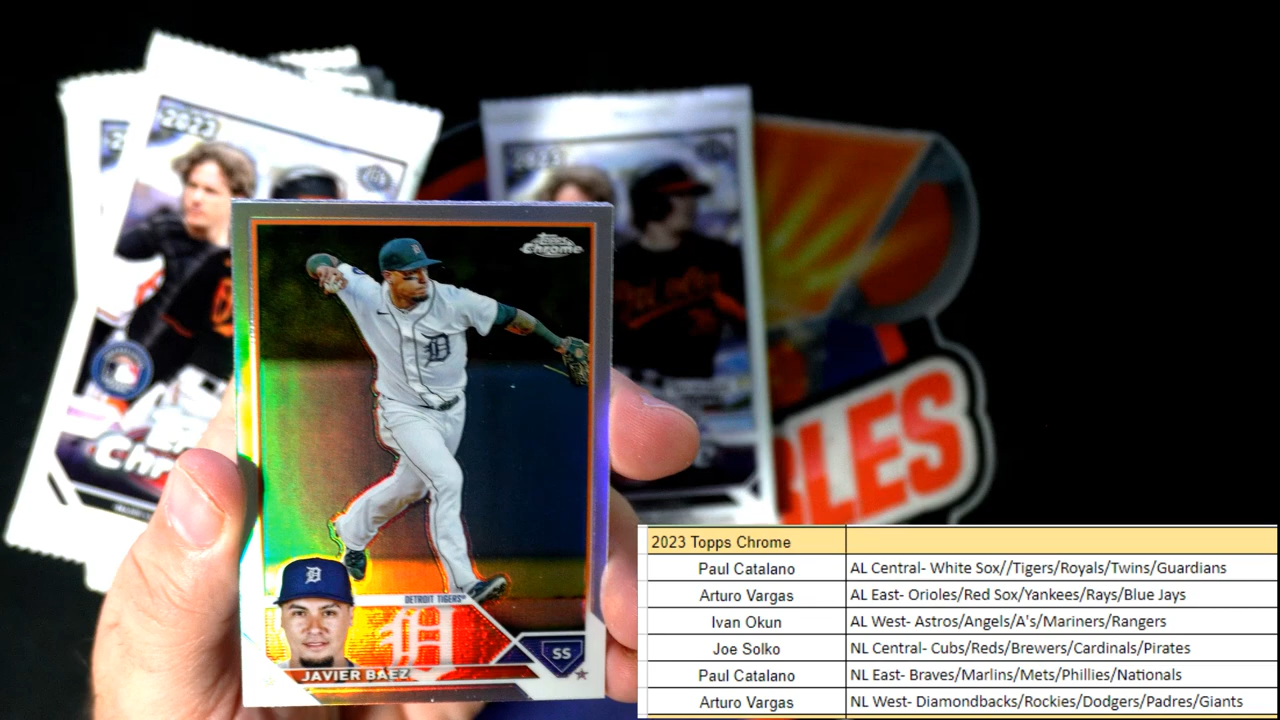 2023
2023
Topps
Chrome
D
D
DETROIT TIGERS
SS
JAVIER BAEZ
BLES
2023 Topps Chrome
Paul Catalano AL Central- White Sox//Tigers/Royals/Twins/Guardians
Arturo Vargas AL East- Orioles/Red Sox/Yankees/Rays/BlueJays
Ivan Okun AL West- Astros/Angels/A's/Mariners/Rangers
Joe Solko NL Central- Cubs/Reds/Brewers/Cardinals/Pirates
Paul Catalano NL East- Braves/Marlins/Mets/Phillies/Nationals
Arturo Vargas NL West- Diamondbacks/Rockies/Dodgers/Padres/Giants